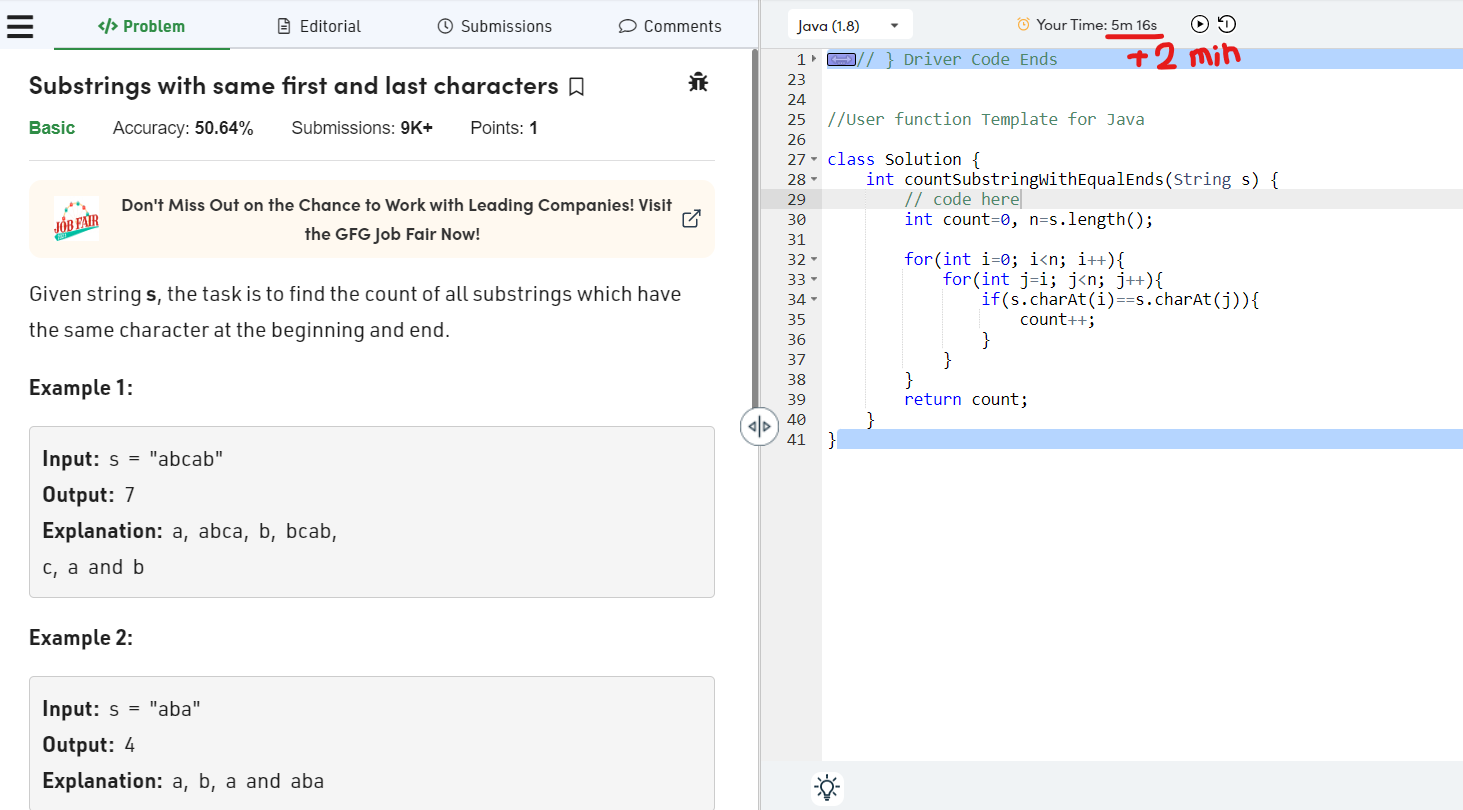 </> Problem
Editorial
Submissions
Comments
Substrings with same first and last characters
Basic Accuracy: 50.64% Submissions: 9K+ Points: 1
JOB FAIR
Don't Miss Out on the Chance to Work with Leading Companies! Visit
the GFG Job Fair Now!
Given string s, the task is to find the count of all substrings which have
the same character at the beginning and end.
Example 1:
Input: s = "abcab"
Output: 7
Explanation: a, abca, b, bcab,
c, a and b
Example 2:
Input: s = "aba"
Output: 4
Explanation: a, b, a and aba
Java (1.8)
Your Time: 5m 16s
+2 min
1 // } Driver Code Ends
23
24
25 //User function Template for Java
26
27 class Solution {
28 int countSubstringWithEqualEnds(String s) {
29 // code here
30 int count=0, n=s.length();
31
32 for(int i=0; i<n; i++){
33 for(int j=i; j<n; j++){
34 if(s.charAt(i)==s.charAt(j)){
35 count++;
36 }
37 }
38 }
39 return count;
40 }
41 }